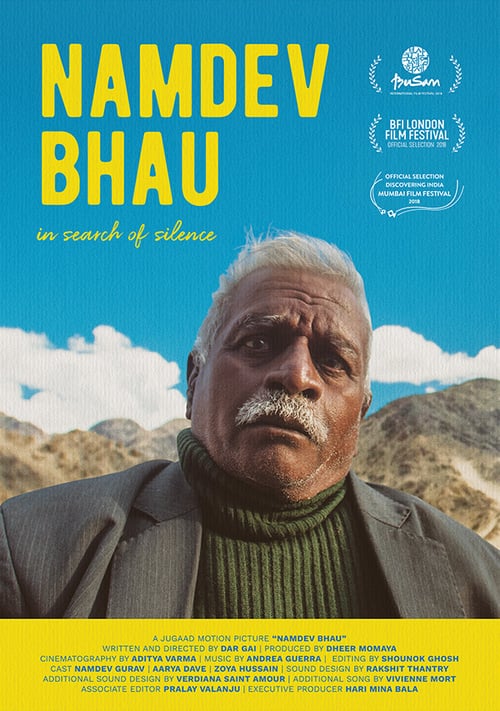 NAMDEV
BHAU
in search of silence
BUSAN
INTERNATIONAL FILM FESTIVAL 2018
BFI LONDON
FILM FESTIVAL
OFFICIAL SELECTION 2018
OFFICIAL SELECTION
DISCOVERING INDIA
MUMBAI FILM FESTIVAL
2018
A JUGAAD MOTION PICTURE "NAMDEV BHAU"
WRITTEN AND DIRECTED BY DAR GAI | PRODUCED BY DHEER MOMAYA
CINEMATOGRAPHY BY ADITYA VARMA | MUSIC BY ANDREA GUERRA | EDITING BY SHOUNOK GHOSH
CAST NAMDEV GURAV | AARYA DAVE | ZOYA HUSSAIN | SOUND DESIGN BY RAKSHIT THANTRY
ADDITIONAL SOUND DESIGN BY VERDIANA SAINT AMOUR | ADDITIONAL SONG BY VIVIENNE MORT
ASSOCIATE EDITOR PRALAY VALANJU | EXECUTIVE PRODUCER HARI MINA BALA